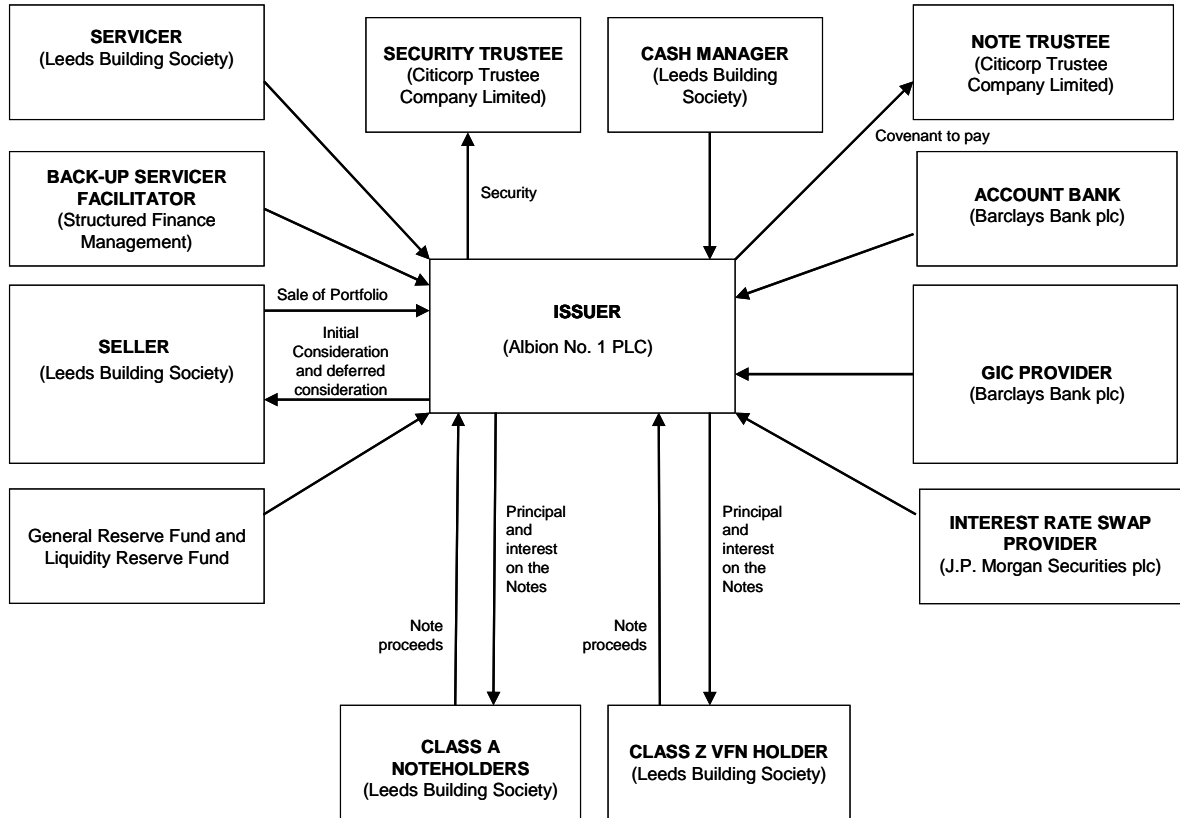 SERVICER
(Leeds Building Society)
SECURITY TRUSTEE
(Citicorp Trustee
Company Limited)
CASH MANAGER
(Leeds Building
Society)
NOTE TRUSTEE
(Citicorp Trustee
Company Limited)
Covenant to pay
BACK-UP SERVICER
FACILITATOR
(Structured Finance
Management)
Security
ACCOUNT BANK
(Barclays Bank plc)
Sale of Portfolio
ISSUER
(Albion No. 1 PLC)
SELLER
(Leeds Building Society)
Initial
Consideration
and deferred
consideration
GIC PROVIDER
(Barclays Bank plc)
General Reserve Fund and
Liquidity Reserve Fund
Principal
and
interest
on the
Notes
Principal
and
interest
on the
Notes
INTEREST RATE SWAP
PROVIDER
(J.P. Morgan Securities plc)
Note
proceeds
Note
proceeds
CLASS A
NOTEHOLDERS
(Leeds Building Society)
CLASS Z VFN HOLDER
(Leeds Building Society)